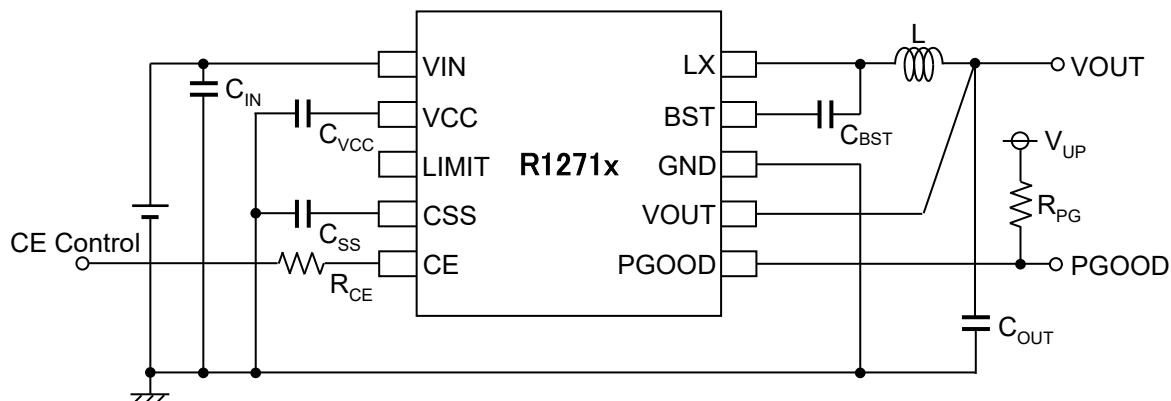 L
VIN
LX
VOUT
C_IN
VCC
BST
C_VCC
C_BST
V_UP
LIMIT
R1271x
GND
CSS
VOUT
R_PG
C_SS
CE Control
CE
PGOOD
PGOOD
R_CE
C_OUT